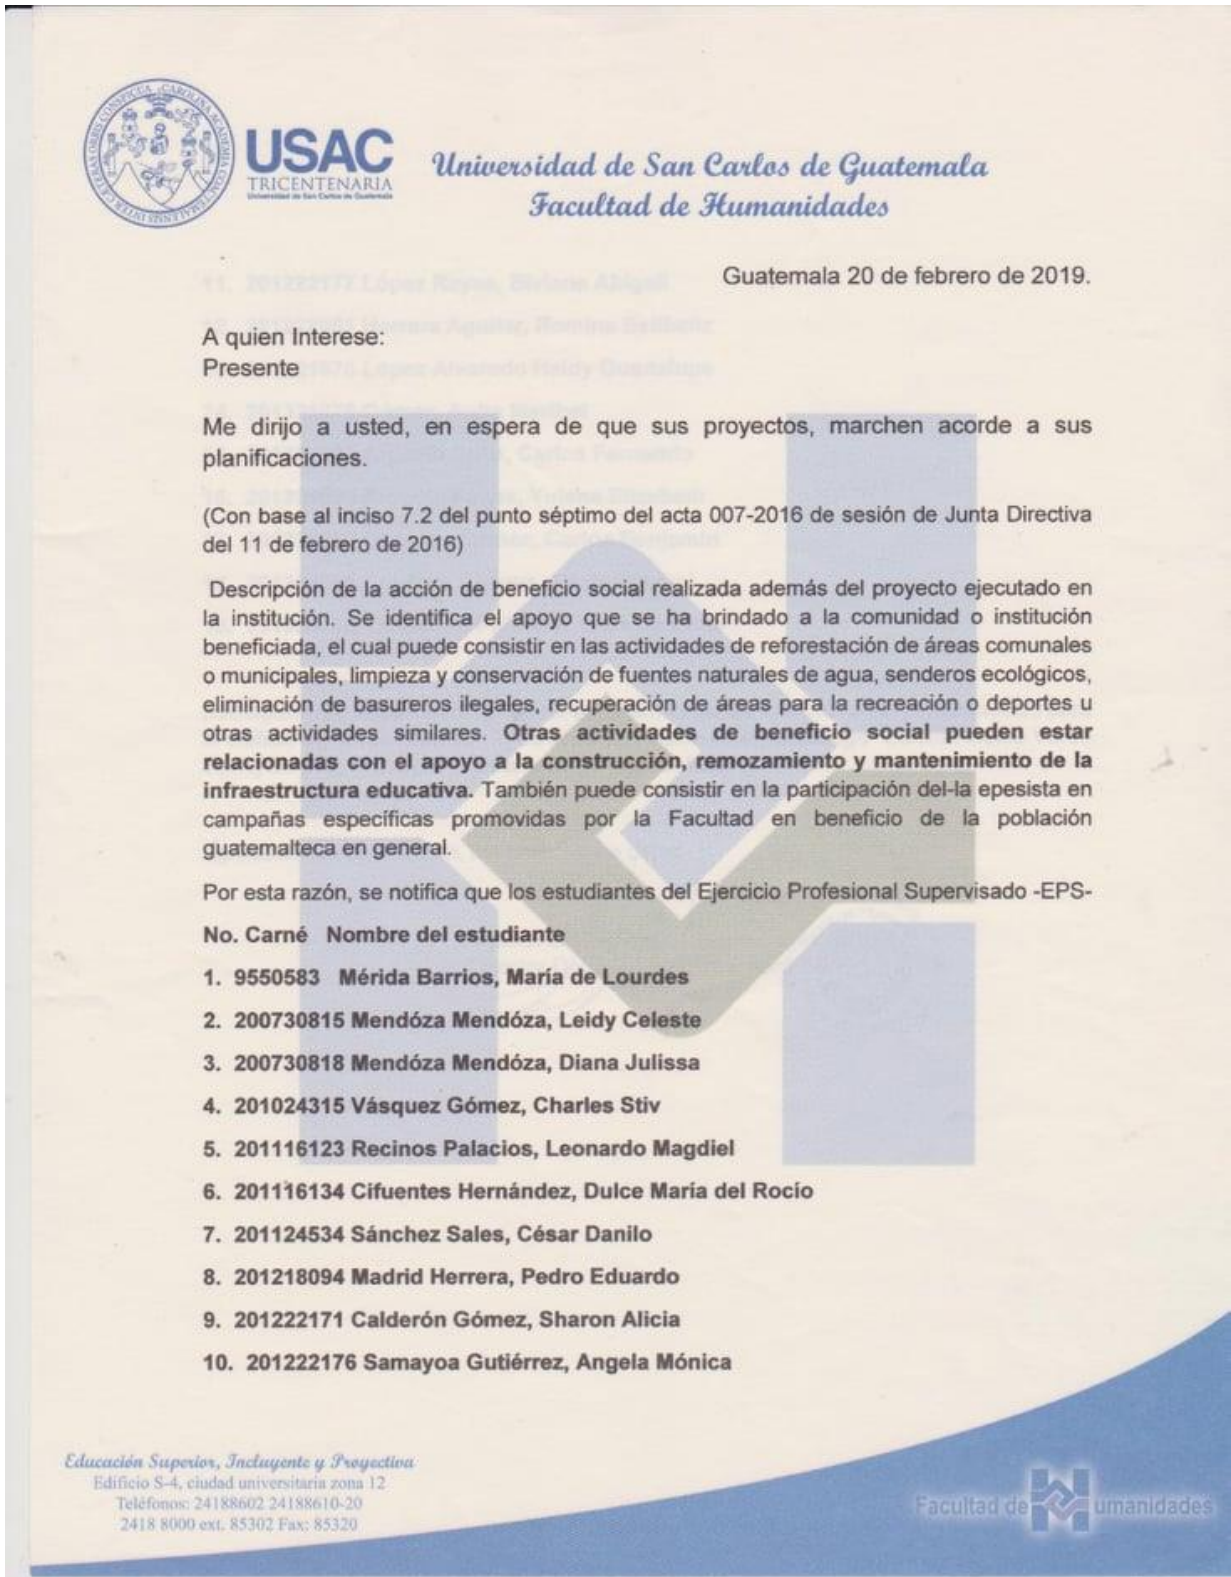 CAROLINA ACADEMIA COACTEMALENSIS INTER CAETERAS ORBIS CONSPICUA
USAC
TRICENTENARIA
Universidad de San Carlos de Guatemala
Universidad de San Carlos de Guatemala
Facultad de Humanidades
Guatemala 20 de febrero de 2019.
A quien Interese:
Presente
Me dirijo a usted, en espera de que sus proyectos, marchen acorde a sus
planificaciones.
(Con base al inciso 7.2 del punto séptimo del acta 007-2016 de sesión de Junta Directiva
del 11 de febrero de 2016)
Descripción de la acción de beneficio social realizada además del proyecto ejecutado en
la institución. Se identifica el apoyo que se ha brindado a la comunidad o institución
beneficiada, el cual puede consistir en las actividades de reforestación de áreas comunales
o municipales, limpieza y conservación de fuentes naturales de agua, senderos ecológicos,
eliminación de basureros ilegales, recuperación de áreas para la recreación o deportes u
otras actividades similares. Otras actividades de beneficio social pueden estar
relacionadas con el apoyo a la construcción, remozamiento y mantenimiento de la
infraestructura educativa. También puede consistir en la participación del-la epesista en
campañas específicas promovidas por la Facultad en beneficio de la población
guatemalteca en general.
Por esta razón, se notifica que los estudiantes del Ejercicio Profesional Supervisado -EPS-
No. Carné Nombre del estudiante
1. 9550583 Mérida Barrios, María de Lourdes
2. 200730815 Mendóza Mendóza, Leidy Celeste
3. 200730818 Mendóza Mendóza, Diana Julissa
4. 201024315 Vásquez Gómez, Charles Stiv
5. 201116123 Recinos Palacios, Leonardo Magdiel
6. 201116134 Cifuentes Hernández, Dulce María del Rocío
7. 201124534 Sánchez Sales, César Danilo
8. 201218094 Madrid Herrera, Pedro Eduardo
9. 201222171 Calderón Gómez, Sharon Alicia
10. 201222176 Samayoa Gutiérrez, Angela Mónica
Educación Superior, Incluyente y Proyectiva
Edificio S-4, ciudad universitaria zona 12
Teléfonos: 24188602 24188610-20
2418 8000 ext. 85302 Fax: 85320
Facultad de Humanidades